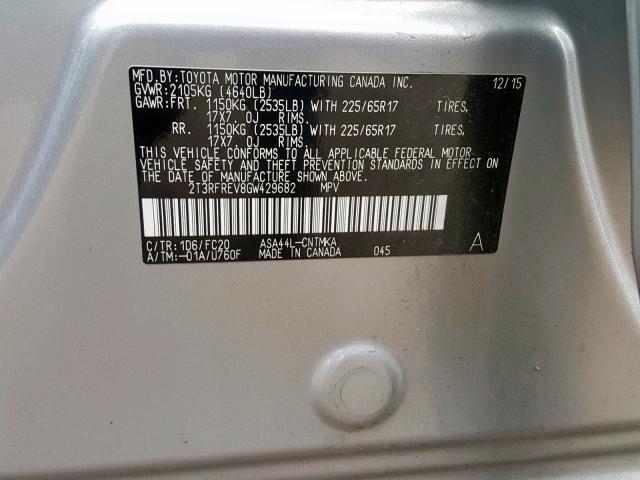 MFD.BY:TOYOTA MOTOR MANUFACTURING CANADA INC. 12/15
GVWR:2105KG (4640LB)
GAWR:FRT. 1150KG (2535LB) WITH 225/65R17 TIRES,
17X7.0J RIMS.
RR. 1150KG (2535LB) WITH 225/65R17 TIRES,
17X7.0J RIMS.
THIS VEHICLE CONFORMS TO ALL APPLICABLE FEDERAL MOTOR
VEHICLE SAFETY AND THEFT PREVENTION STANDARDS IN EFFECT ON
THE DATE OF MANUFACTURE SHOWN ABOVE.
2T3RFREV8GW429682 MPV
C/TR:1D6/FC20 ASA44L-CNTMKA A
A/TM:-01A/U760F MADE IN CANADA 045